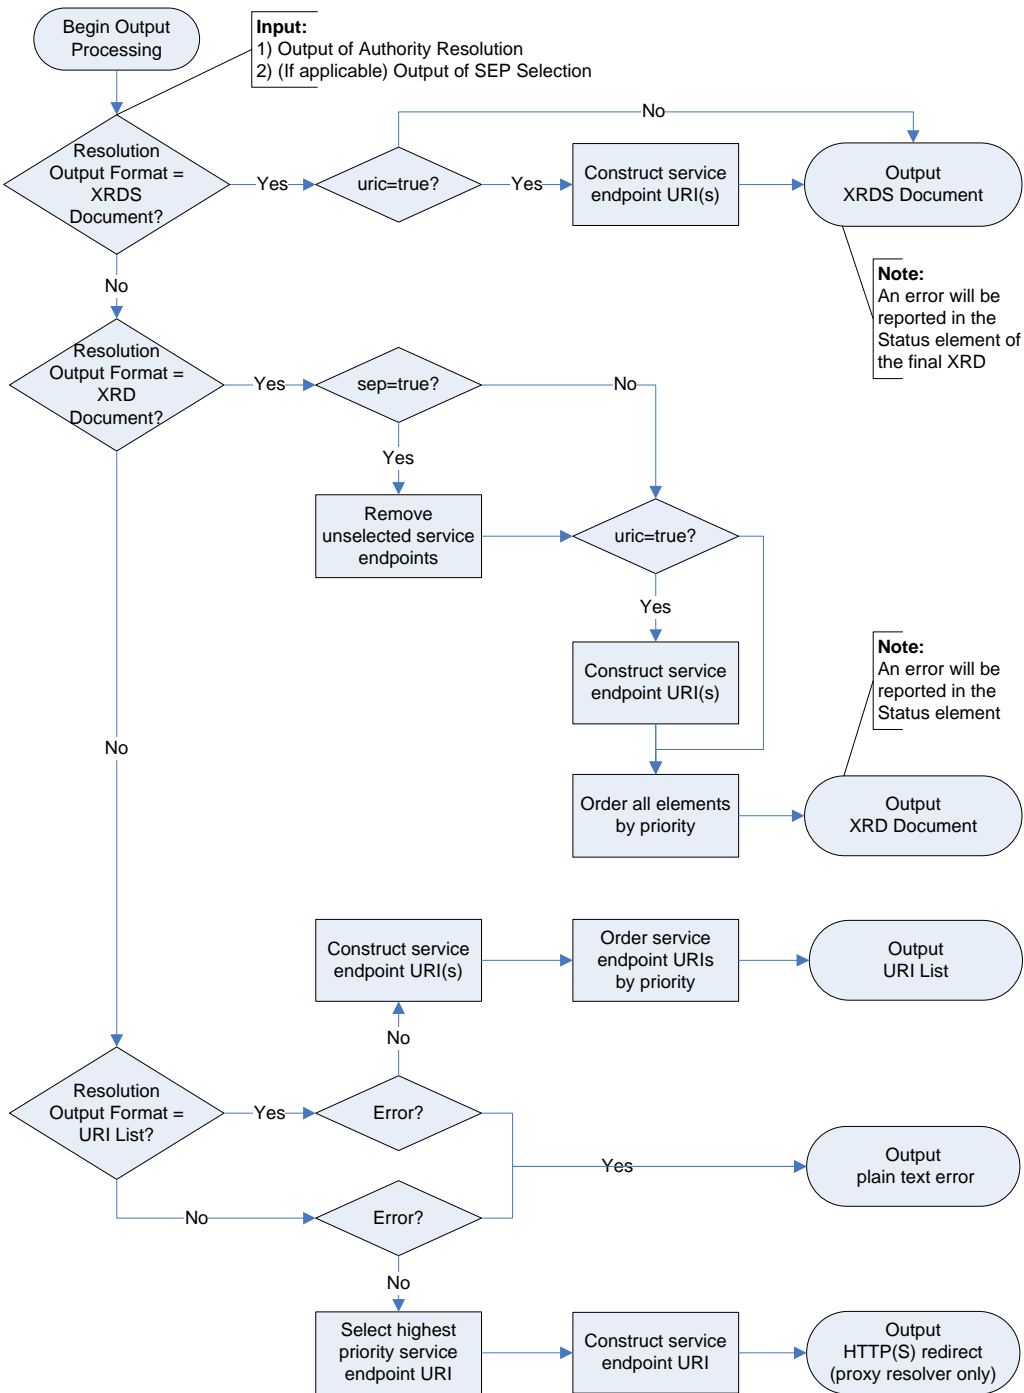 Begin Output
Processing
Input:
1) Output of Authority Resolution
2) (If applicable) Output of SEP Selection
No
Resolution
Output Format =
XRDS
Document?
Yes
uric=true?
Yes
Construct service
endpoint URI(s)
Output
XRDS Document
No
Note:
An error will be
reported in the
Status element of
the final XRD
Resolution
Output Format =
XRD
Document?
Yes
sep=true?
No
Yes
Remove
unselected service
endpoints
uric=true?
Yes
Construct service
endpoint URI(s)
Note:
An error will be
reported in the
Status element
No
Order all elements
by priority
Output
XRD Document
Construct service
endpoint URI(s)
Order service
endpoint URIs
by priority
Output
URI List
No
Resolution
Output Format =
URI List?
Yes
Error?
Yes
Output
plain text error
No
Error?
No
Select highest
priority service
endpoint URI
Construct service
endpoint URI
Output
HTTP(S) redirect
(proxy resolver only)